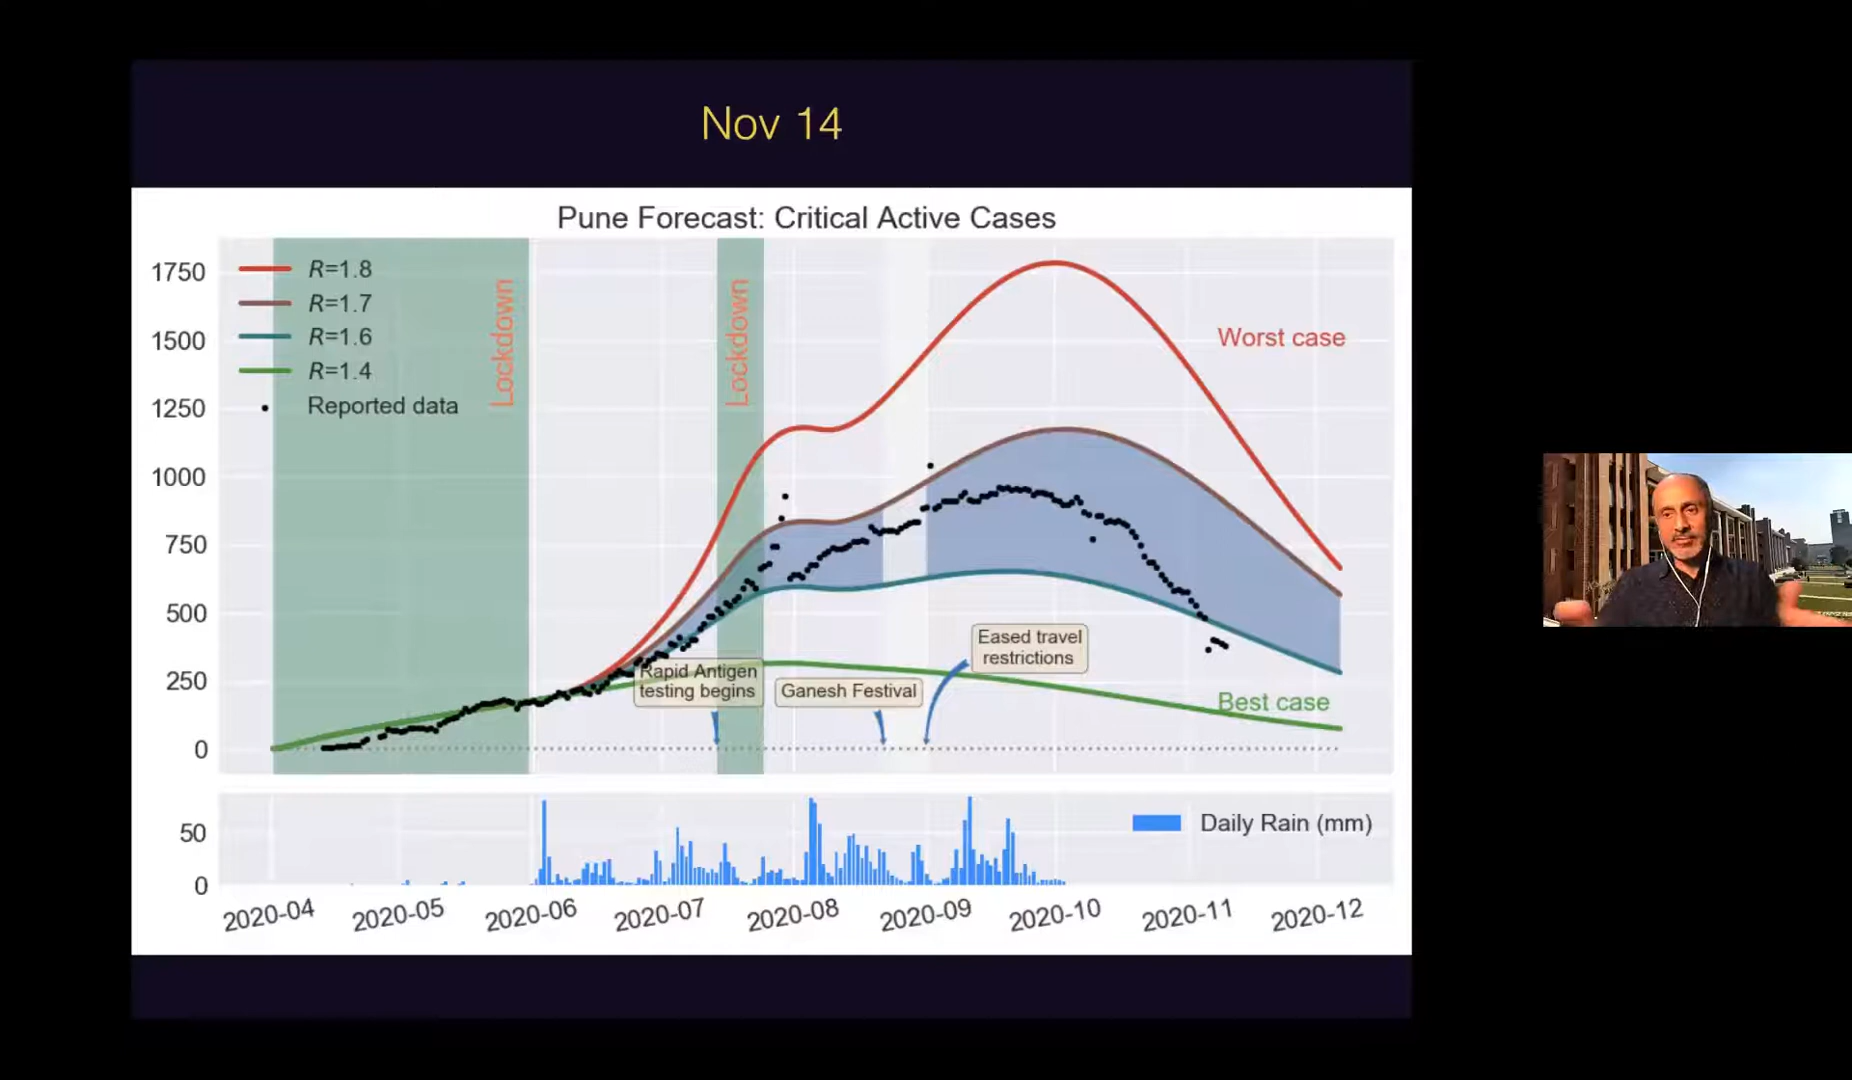 Nov 14
Pune Forecast: Critical Active Cases
1750
1500
1250
1000
750
500
250
0
R=1.8
R=1.7
R=1.6
R=1.4
Reported data
Lockdown
Lockdown
Worst case
Best case
Rapid Antigen
testing begins
Ganesh Festival
Eased travel
restrictions
50
0
Daily Rain (mm)
2020-04
2020-05
2020-06
2020-07
2020-08
2020-09
2020-10
2020-11
2020-12